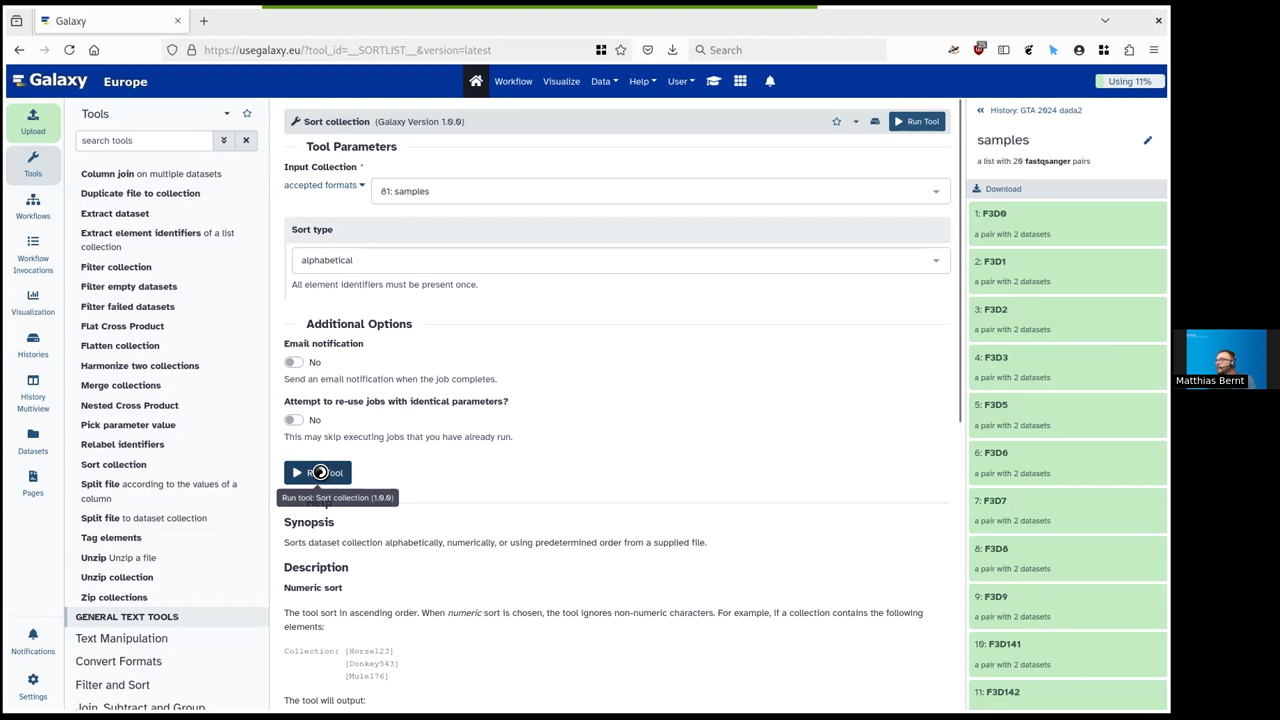 Galaxy
https://usegalaxy.eu/?tool_id=__SORTLIST__&version=latest
Search
Galaxy Europe
Workflow
Visualize
Data
Help
User
Using 11%
Upload
Tools
Workflows
Workflow
Invocations
Visualization
Histories
History
Multiview
Datasets
Pages
Notifications
Settings
Tools
search tools
Column join on multiple datasets
Duplicate file to collection
Extract dataset
Extract element identifiers of a list
collection
Filter collection
Filter empty datasets
Filter failed datasets
Flat Cross Product
Flatten collection
Harmonize two collections
Merge collections
Nested Cross Product
Pick parameter value
Relabel identifiers
Sort collection
Split file according to the values of a
column
Split file to dataset collection
Tag elements
Unzip Unzip a file
Unzip collection
Zip collections
GENERAL TEXT TOOLS
Text Manipulation
Convert Formats
Filter and Sort
Join, Subtract and Group
Sort collection (Galaxy Version 1.0.0)
Run Tool
Tool Parameters
Input Collection *
accepted formats
81: samples
Sort type
alphabetical
All element identifiers must be present once.
Additional Options
Email notification
No
Send an email notification when the job completes.
Attempt to re-use jobs with identical parameters?
No
This may skip executing jobs that you have already run.
Run Tool
Run tool: Sort collection (1.0.0)
Help
Synopsis
Sorts dataset collection alphabetically, numerically, or using predetermined order from a supplied file.
Description
Numeric sort
The tool sort in ascending order. When numeric sort is chosen, the tool ignores non-numeric characters. For example, if a collection contains the following
elements:
Collection: [Horse123]
[Donkey543]
[Mule176]
The tool will output:
History: GTA 2024 dada2
samples
a list with 20 fastqsanger pairs
Download
1: F3D0
a pair with 2 datasets
2: F3D1
a pair with 2 datasets
3: F3D2
a pair with 2 datasets
4: F3D3
a pair with 2 datasets
5: F3D5
a pair with 2 datasets
6: F3D6
a pair with 2 datasets
7: F3D7
a pair with 2 datasets
8: F3D8
a pair with 2 datasets
9: F3D9
a pair with 2 datasets
10: F3D141
a pair with 2 datasets
11: F3D142
Matthias Bernt